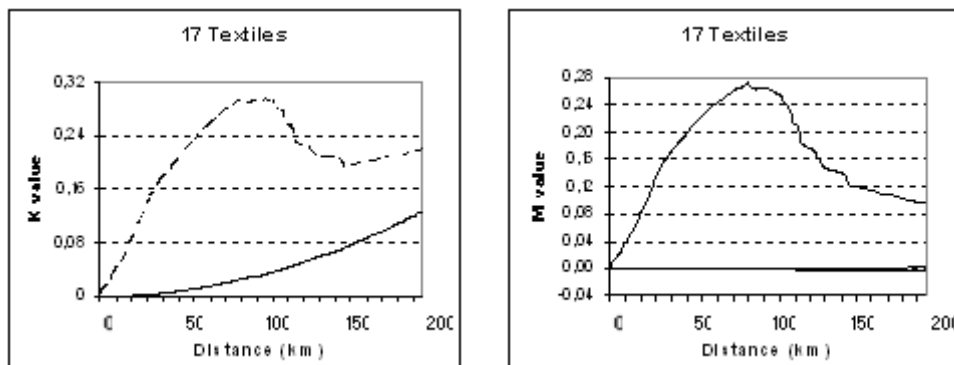 17 Textiles
0,32
0,24
0,16
0,08
0
K value
0 50 100 150 200
Distance (km)
17 Textiles
0,28
0,24
0,20
0,16
0,12
0,08
0,04
0,00
-0,04
M value
0 50 100 150 200
Distance (km)